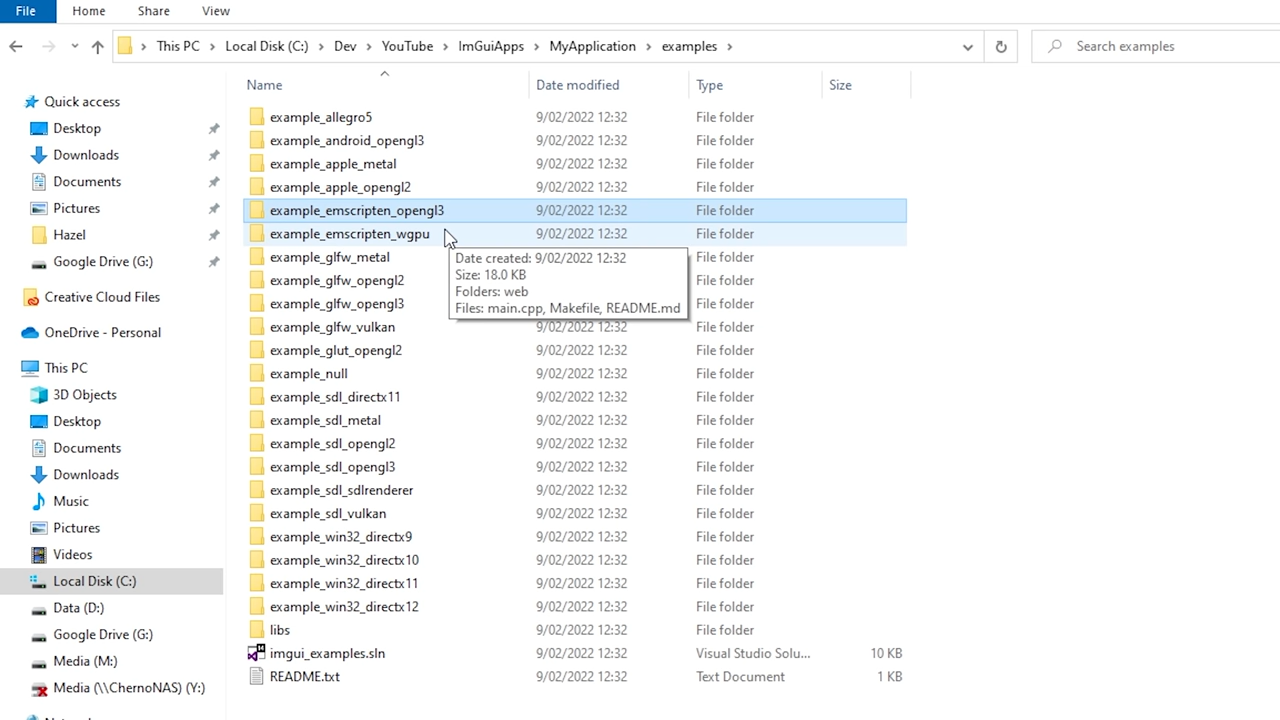 File Home Share View
This PC Local Disk (C:) Dev YouTube ImGuiApps MyApplication examples Search examples
Name Date modified Type Size
Quick access
Desktop
Downloads
Documents
Pictures
Hazel
Google Drive (G:)
Creative Cloud Files
OneDrive - Personal
This PC
3D Objects
Desktop
Documents
Downloads
Music
Pictures
Videos
Local Disk (C:)
Data (D:)
Google Drive (G:)
Media (M:)
Media (\\ChernoNAS) (Y:)
example_allegro5 9/02/2022 12:32 File folder
example_android_opengl3 9/02/2022 12:32 File folder
example_apple_metal 9/02/2022 12:32 File folder
example_apple_opengl2 9/02/2022 12:32 File folder
example_emscripten_opengl3 9/02/2022 12:32 File folder
example_emscripten_wgpu 9/02/2022 12:32 File folder
example_glfw_metal File folder
example_glfw_opengl2 File folder
example_glfw_opengl3 File folder
example_glfw_vulkan 9/02/2022 12:32 File folder
example_glut_opengl2 9/02/2022 12:32 File folder
example_null 9/02/2022 12:32 File folder
example_sdl_directx11 9/02/2022 12:32 File folder
example_sdl_metal 9/02/2022 12:32 File folder
example_sdl_opengl2 9/02/2022 12:32 File folder
example_sdl_opengl3 9/02/2022 12:32 File folder
example_sdl_sdlrenderer 9/02/2022 12:32 File folder
example_sdl_vulkan 9/02/2022 12:32 File folder
example_win32_directx9 9/02/2022 12:32 File folder
example_win32_directx10 9/02/2022 12:32 File folder
example_win32_directx11 9/02/2022 12:32 File folder
example_win32_directx12 9/02/2022 12:32 File folder
libs 9/02/2022 12:32 File folder
imgui_examples.sln 9/02/2022 12:32 Visual Studio Solu... 10 KB
README.txt 9/02/2022 12:32 Text Document 1 KB
Date created: 9/02/2022 12:32
Size: 18.0 KB
Folders: web
Files: main.cpp, Makefile, README.md